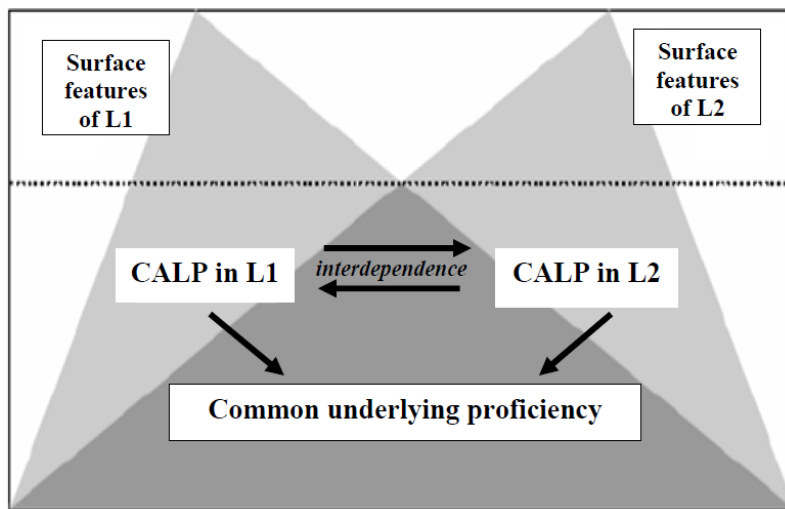 Surface
features
of L1
Surface
features
of L2
CALP in L1
interdependence
CALP in L2
Common underlying proficiency